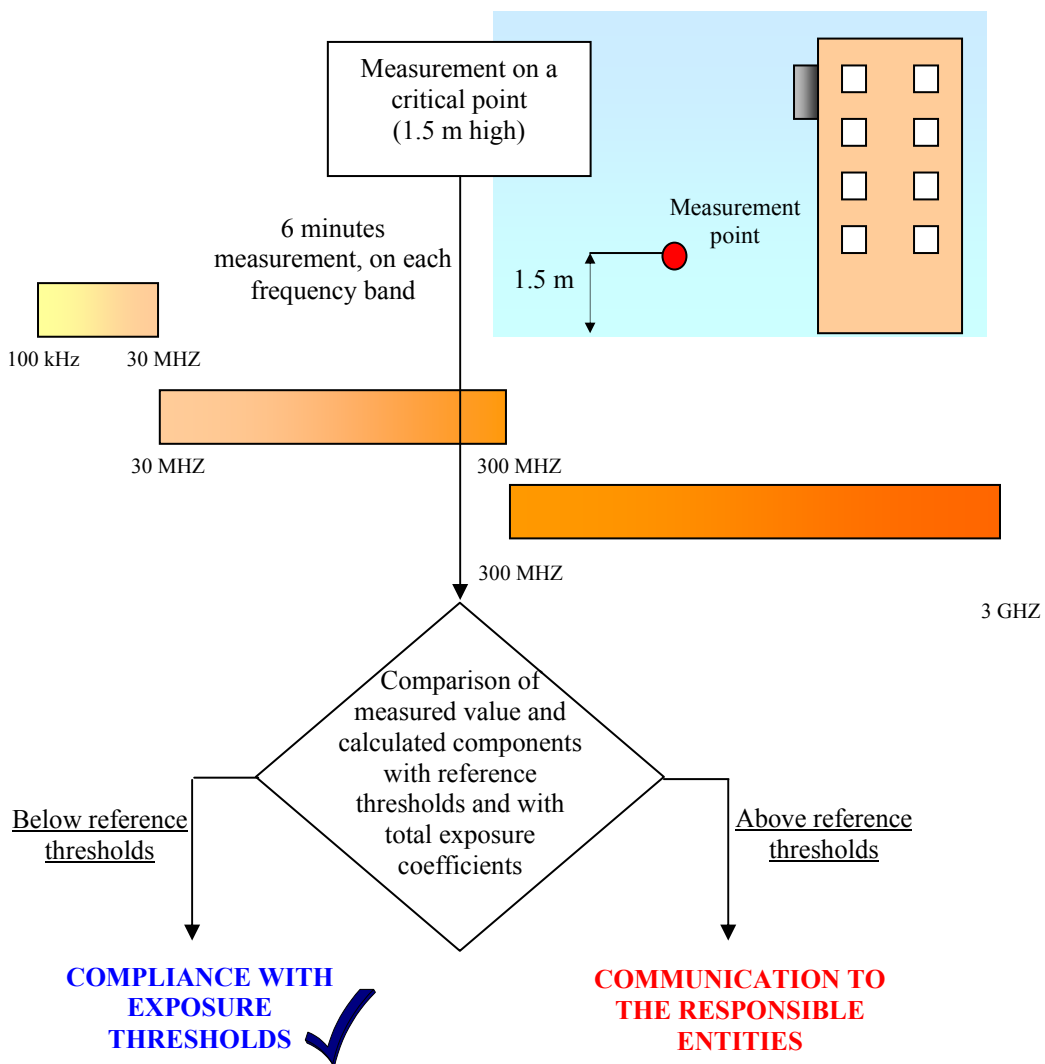 Measurement on a
critical point
(1.5 m high)
Measurement
point
1.5 m
6 minutes
measurement, on each
frequency band
100 kHz
30 MHZ
30 MHZ
300 MHZ
300 MHZ
3 GHZ
Comparison of
measured value and
calculated components
with reference
thresholds and with
total exposure
coefficients
Below reference
thresholds
Above reference
thresholds
COMPLIANCE WITH
EXPOSURE
THRESHOLDS
COMMUNICATION TO
THE RESPONSIBLE
ENTITIES